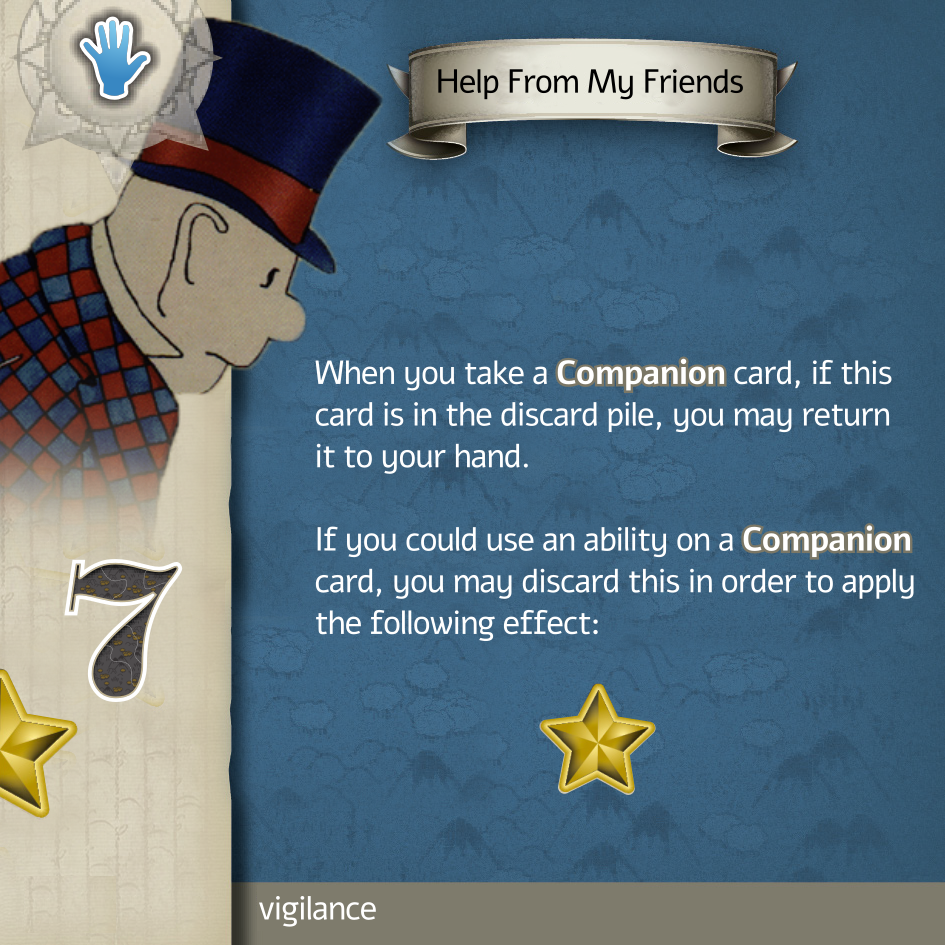 Help From My Friends
When you take a Companion card, if this
card is in the discard pile, you may return
it to your hand.
If you could use an ability on a Companion
card, you may discard this in order to apply
the following effect:
7
vigilance